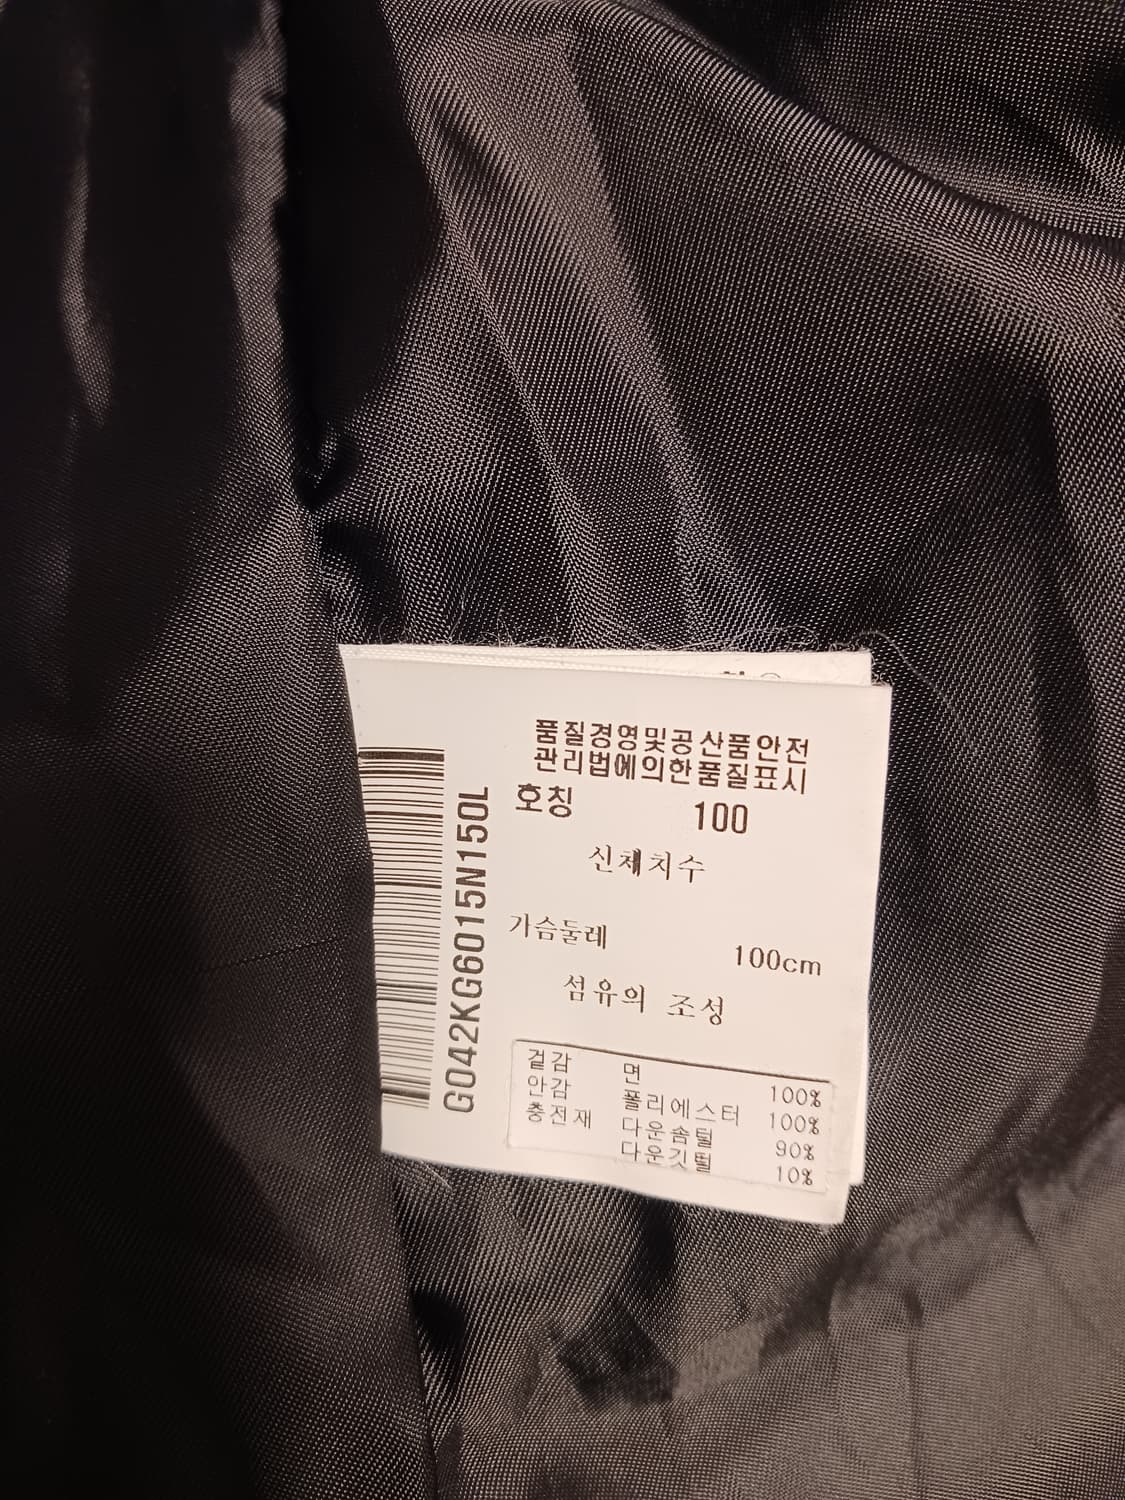 품질경영및공산품안전
관리법에의한품질표시
호칭 100
신체치수
가슴둘레 100cm
섬유의 조성
겉감 면 100%
안감 폴리에스터 100%
충전재 다운솜털 90%
다운깃털 10%
G042KG6015N150L